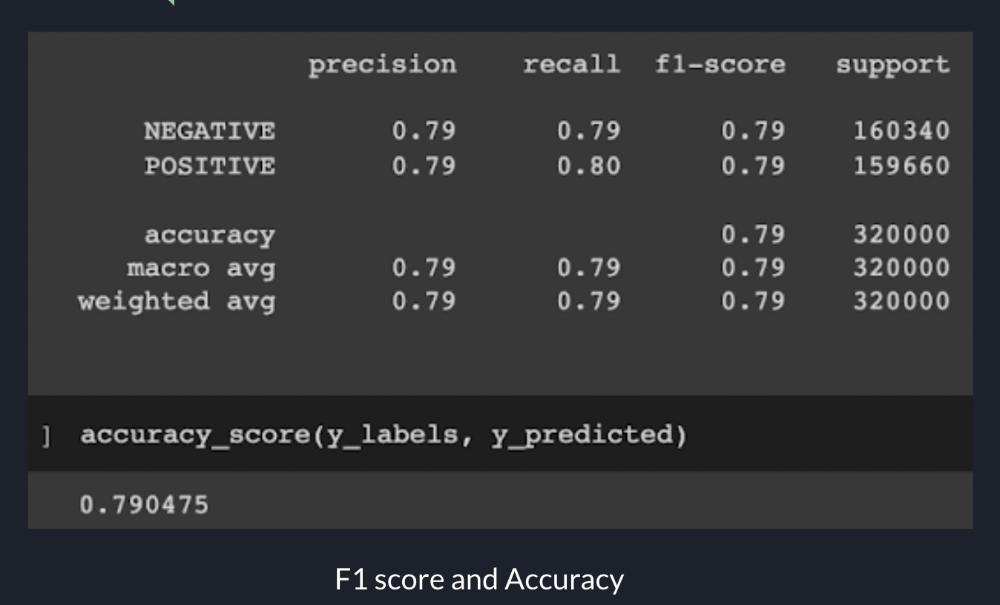 precision recall f1-score support
NEGATIVE 0.79 0.79 0.79 160340
POSITIVE 0.79 0.80 0.79 159660
accuracy 0.79 320000
macro avg 0.79 0.79 0.79 320000
weighted avg 0.79 0.79 0.79 320000
] accuracy_score(y_labels, y_predicted)
0.790475
F1 score and Accuracy